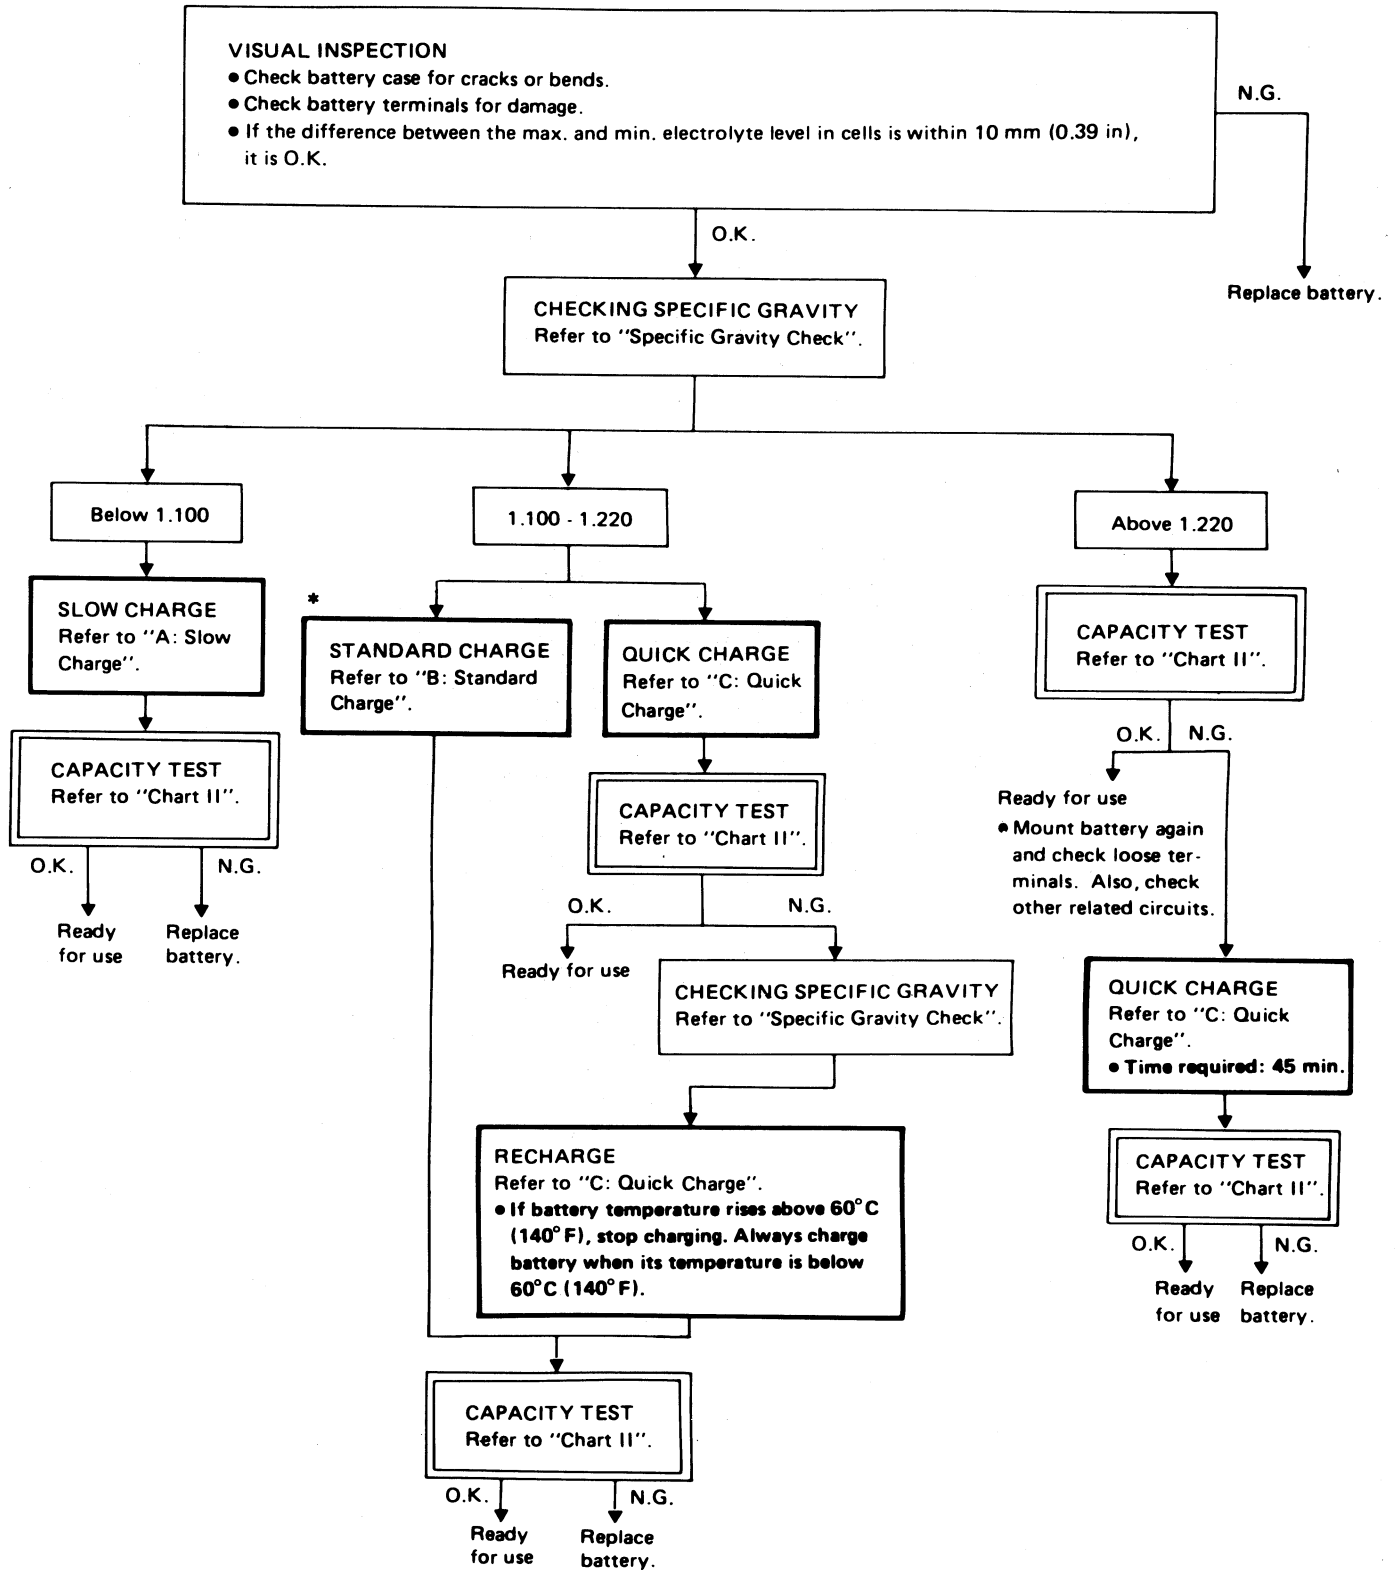 VISUAL INSPECTION
● Check battery case for cracks or bends.
● Check battery terminals for damage.
● If the difference between the max. and min. electrolyte level in cells is within 10 mm (0.39 in),
it is O.K.
N.G.
Replace battery.
O.K.
CHECKING SPECIFIC GRAVITY
Refer to ''Specific Gravity Check''.
Below 1.100
1.100 - 1.220
Above 1.220
SLOW CHARGE
Refer to ''A: Slow
Charge''.
CAPACITY TEST
Refer to ''Chart II''.
O.K.
N.G.
Ready
for use
Replace
battery.
*
STANDARD CHARGE
Refer to ''B: Standard
Charge''.
QUICK CHARGE
Refer to ''C: Quick
Charge''.
CAPACITY TEST
Refer to ''Chart II''.
O.K.
N.G.
Ready for use
CHECKING SPECIFIC GRAVITY
Refer to ''Specific Gravity Check''.
RECHARGE
Refer to ''C: Quick Charge''.
● If battery temperature rises above 60°C
(140°F), stop charging. Always charge
battery when its temperature is below
60°C (140°F).
CAPACITY TEST
Refer to ''Chart II''.
O.K.
N.G.
Ready
for use
Replace
battery.
CAPACITY TEST
Refer to ''Chart II''.
O.K.
N.G.
Ready for use
● Mount battery again
and check loose ter-
minals. Also, check
other related circuits.
QUICK CHARGE
Refer to ''C: Quick
Charge''.
● Time required: 45 min.
CAPACITY TEST
Refer to ''Chart II''.
O.K.
N.G.
Ready
for use
Replace
battery.